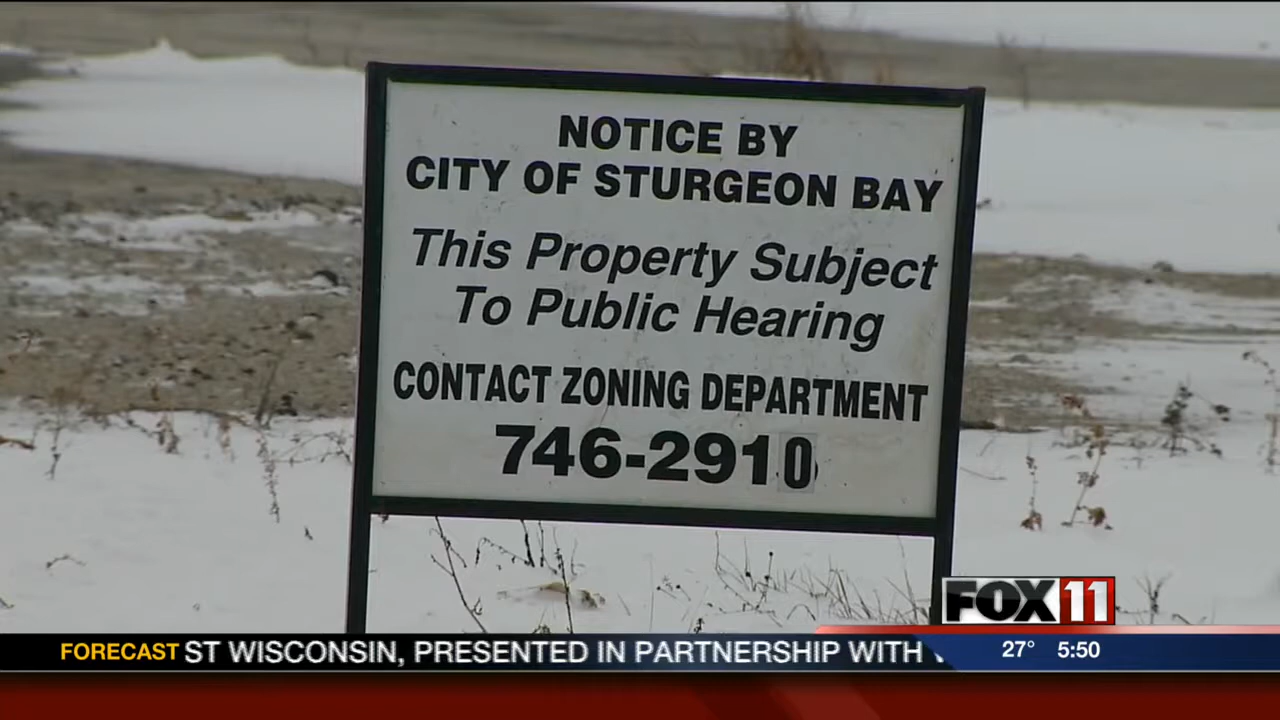 NOTICE BY
CITY OF STURGEON BAY
This Property Subject
To Public Hearing
CONTACT ZONING DEPARTMENT
746-2910
FOX 11
FORECAST ST WISCONSIN, PRESENTED IN PARTNERSHIP WITH
27° 5:50